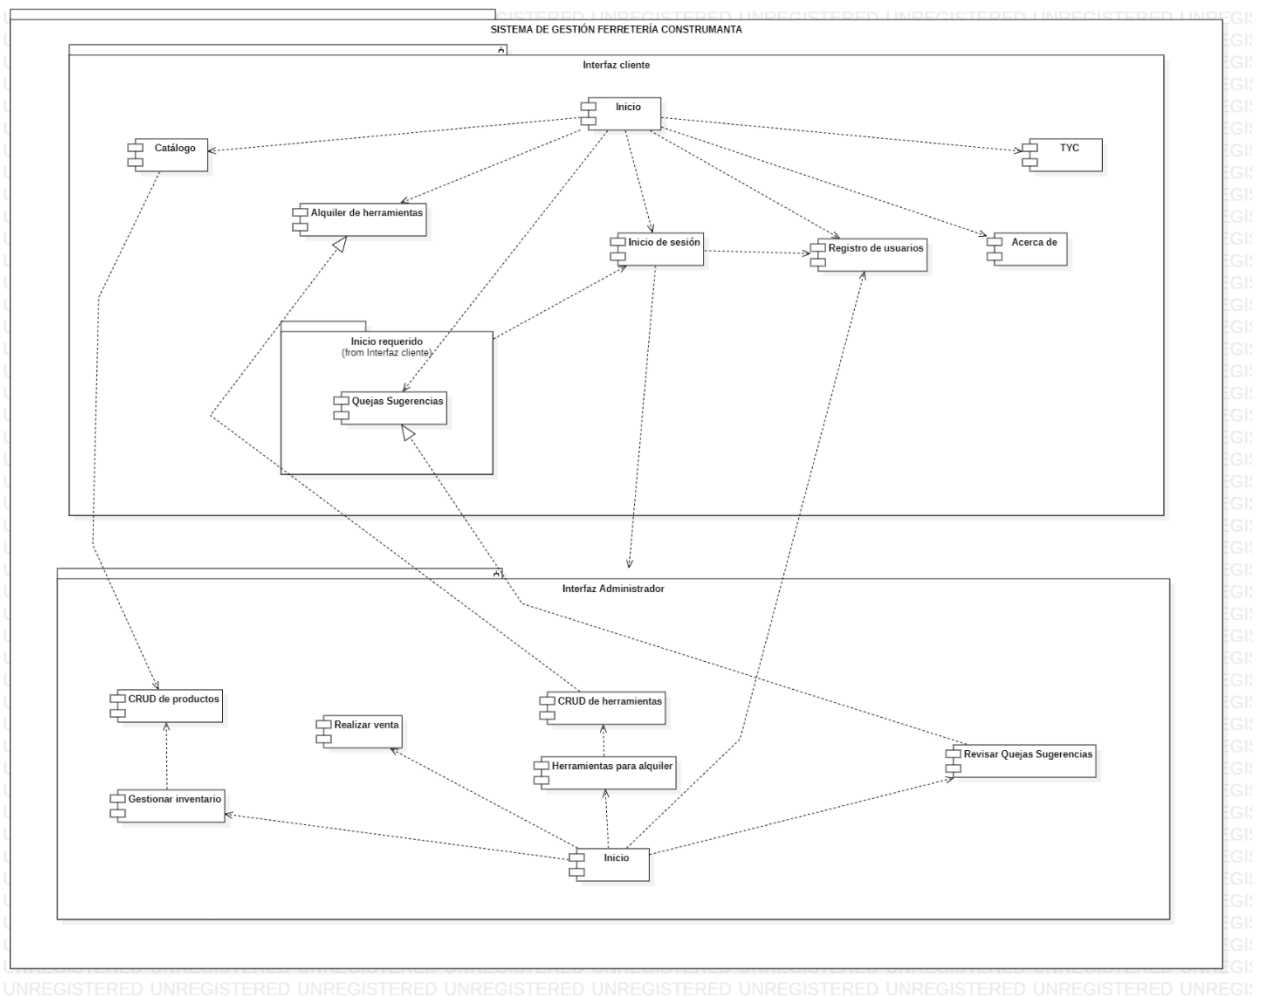 SISTEMA DE GESTIÓN FERRETERÍA CONSTRUMANTA
Interfaz cliente
Inicio
Catálogo
TYC
Alquiler de herramientas
Inicio de sesión
Registro de usuarios
Acerca de
Inicio requerido
(from Interfaz cliente)
Quejas Sugerencias
Interfaz Administrador
CRUD de productos
CRUD de herramientas
Realizar venta
Revisar Quejas Sugerencias
Herramientas para alquiler
Gestionar inventario
Inicio
UNREGISTERED UNREGISTERED UNREGISTERED UNREGISTERED UNREGISTERED UNREGISTERED UNREGISTERED UNREGISTERED UNREGIS